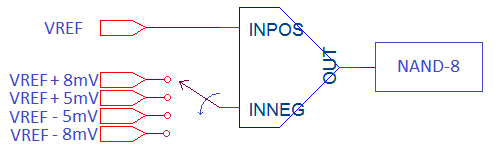 VREF
INPOS
OUT
NAND-8
VREF + 8mV
VREF + 5mV
VREF - 5mV
VREF - 8mV
INNEG